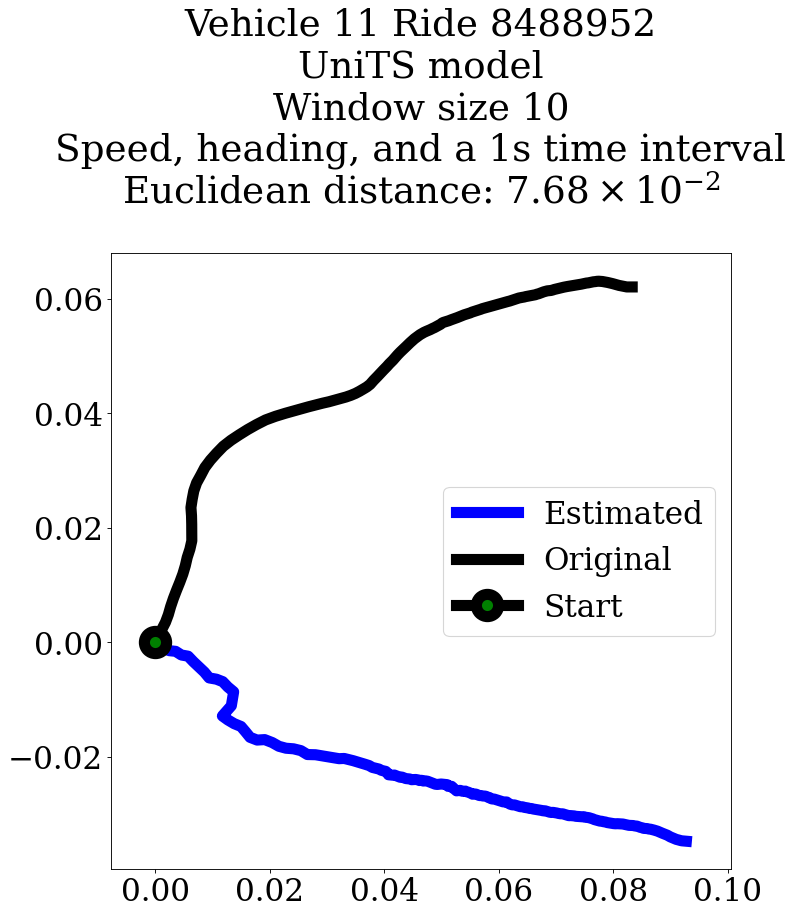 Vehicle 11 Ride 8488952
UniTS model
Window size 10
Speed, heading, and a 1s time interval
Euclidean distance: 7.68 × 10⁻²
0.06
0.04
0.02
0.00
−0.02
Estimated
Original
Start
0.00 0.02 0.04 0.06 0.08 0.10